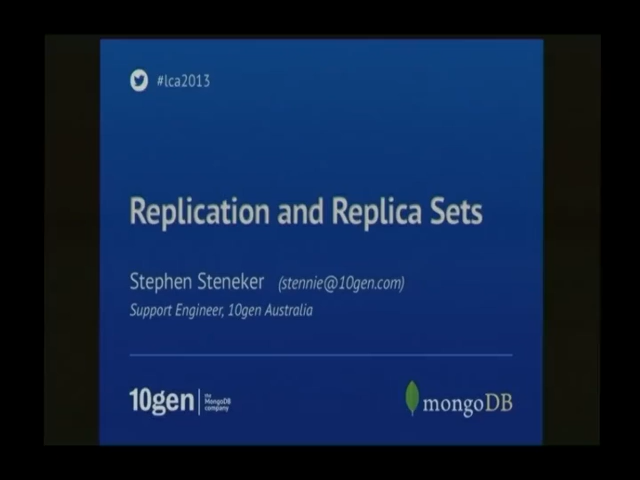 #lca2013
Replication and Replica Sets
Stephen Steneker (stennie@10gen.com)
Support Engineer, 10gen Australia
10gen the MongoDB company
mongoDB